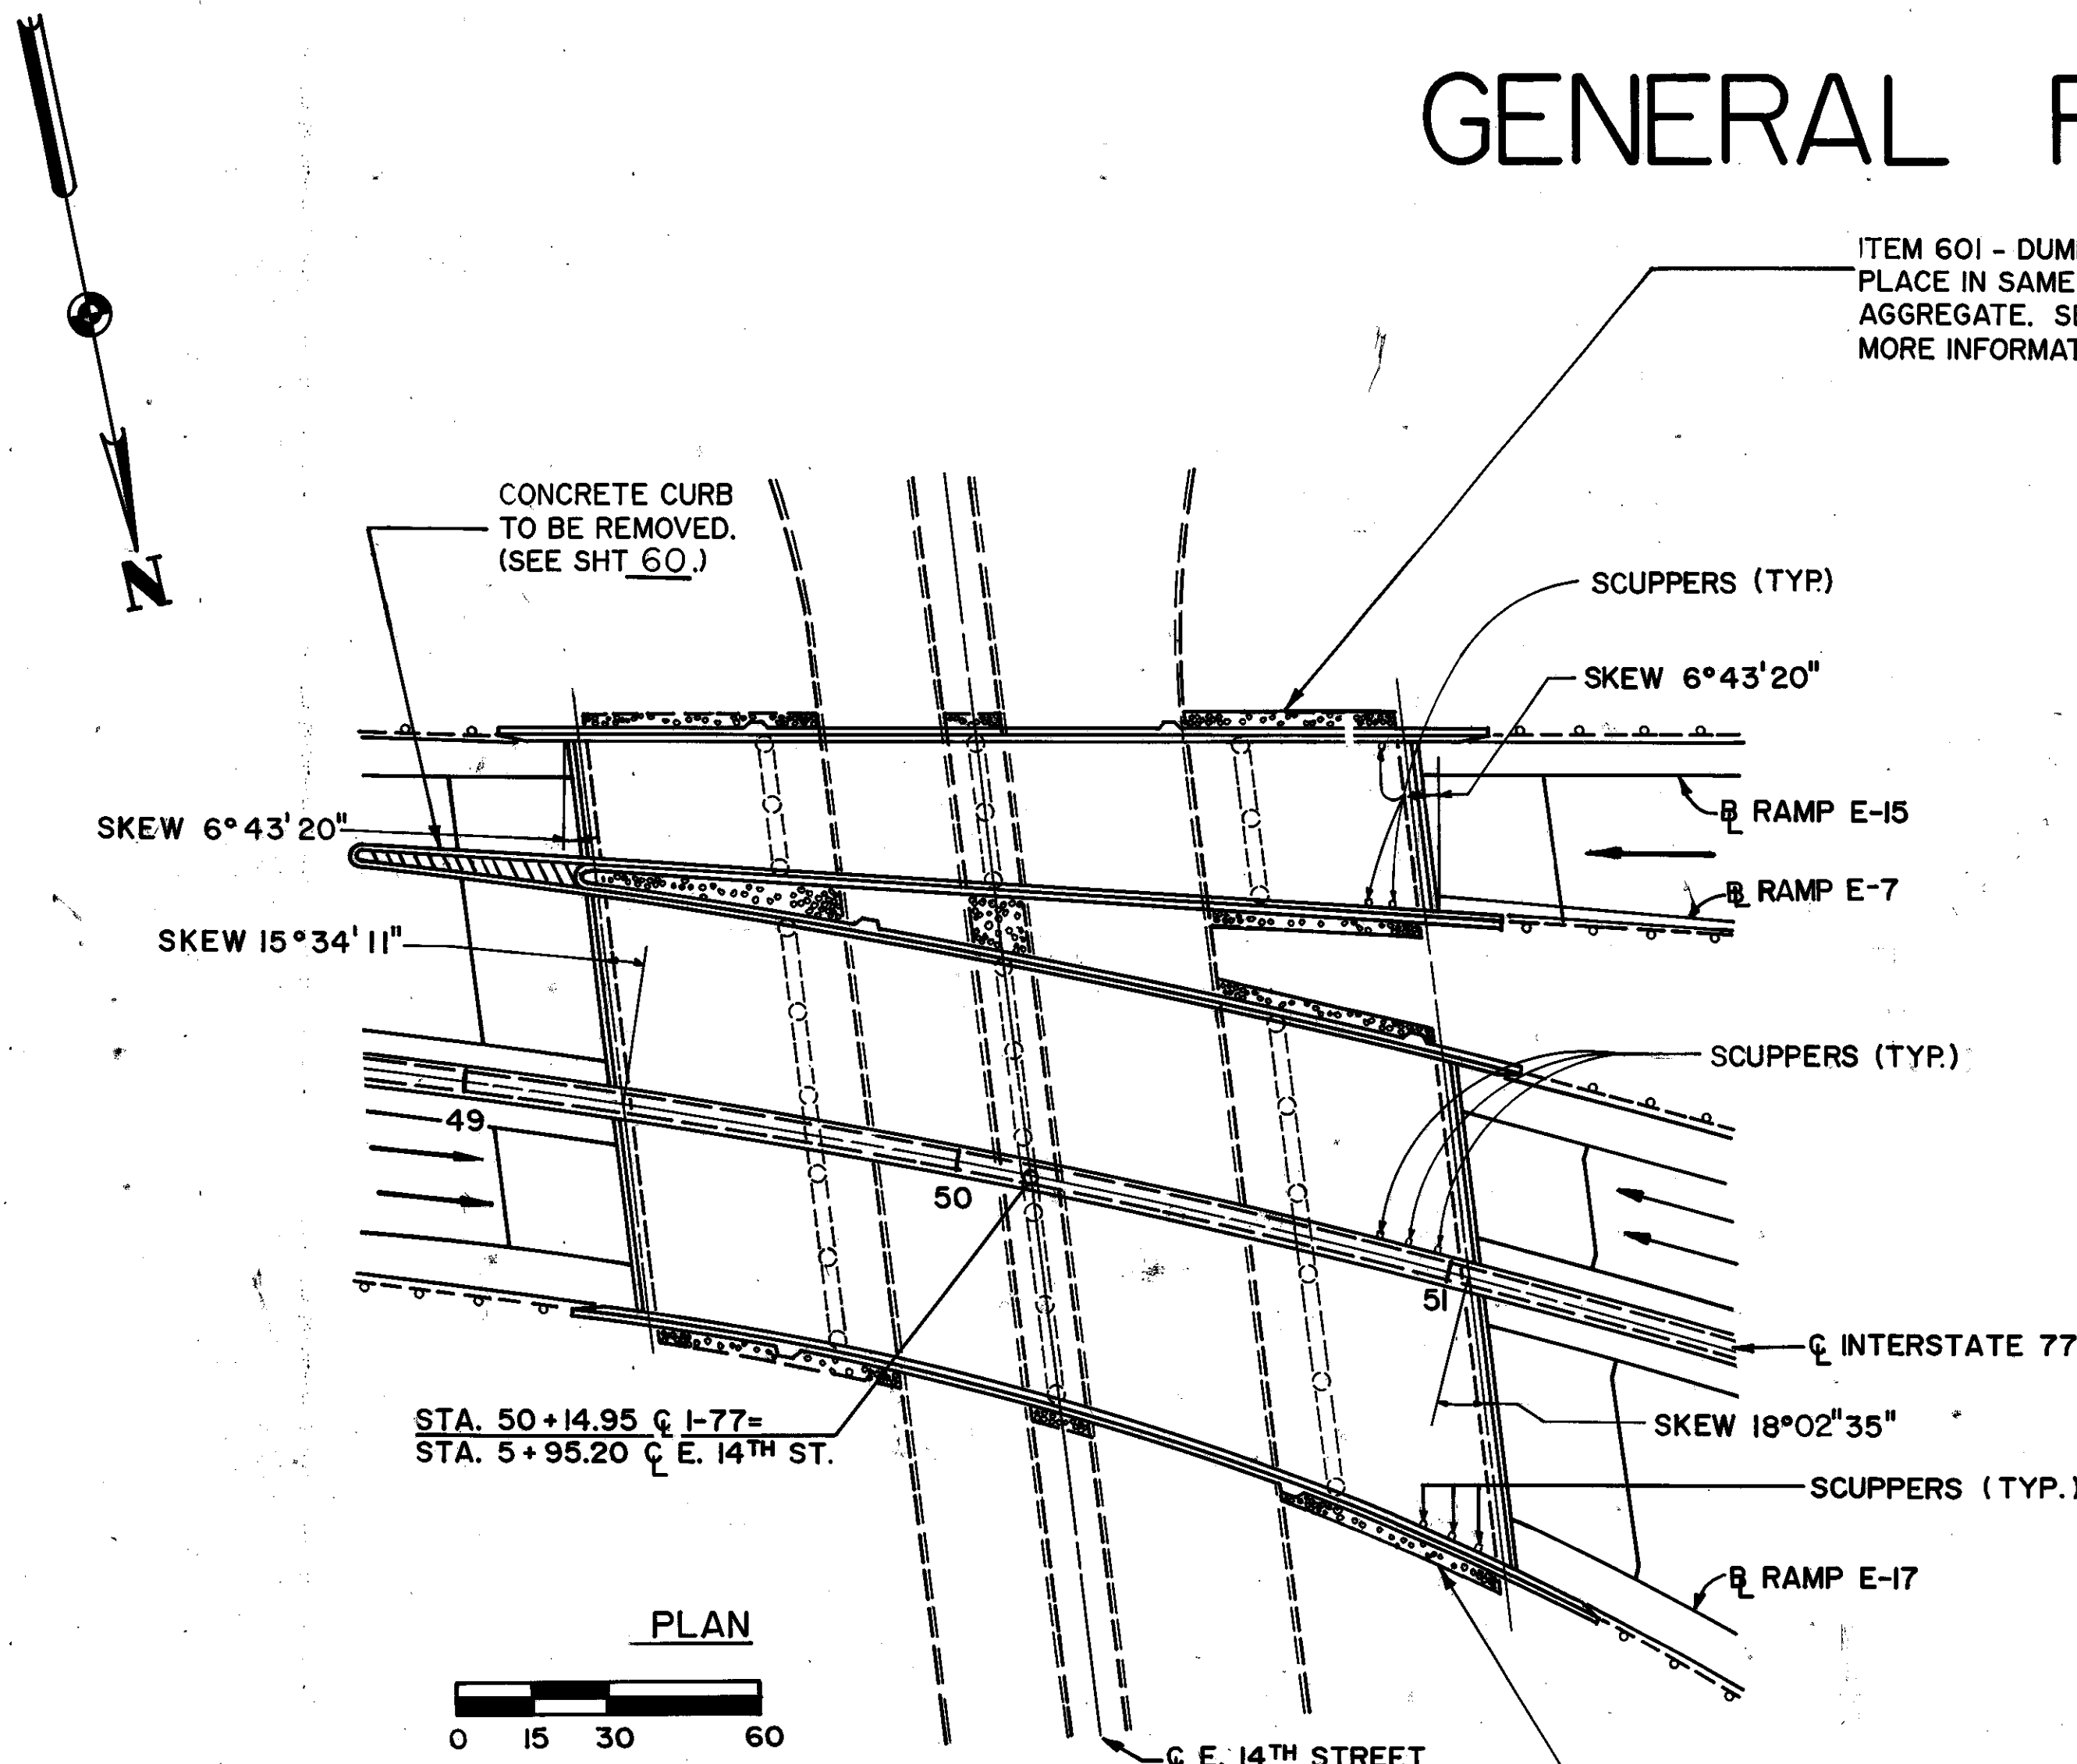 GENERAL
ITEM 601 -
PLACE IN SAME
AGGREGATE.
MORE
N
CONCRETE CURB
TO BE REMOVED.
(SEE SHT 60.)
SCUPPERS (TYP.)
SKEW 6°43'20"
℄ RAMP E-15
SKEW 6°43'20"
℄ RAMP E-7
SKEW 15°34'11"
SCUPPERS (TYP.)
49
50
51
℄ INTERSTATE 77
STA. 50+14.95 ℄ I-77=
STA. 5+95.20 ℄ E. 14TH ST.
SKEW 18°02"35"
SCUPPERS (TYP.)
℄ RAMP E-17
PLAN
0 15 30 60
℄ E. 14TH STREET